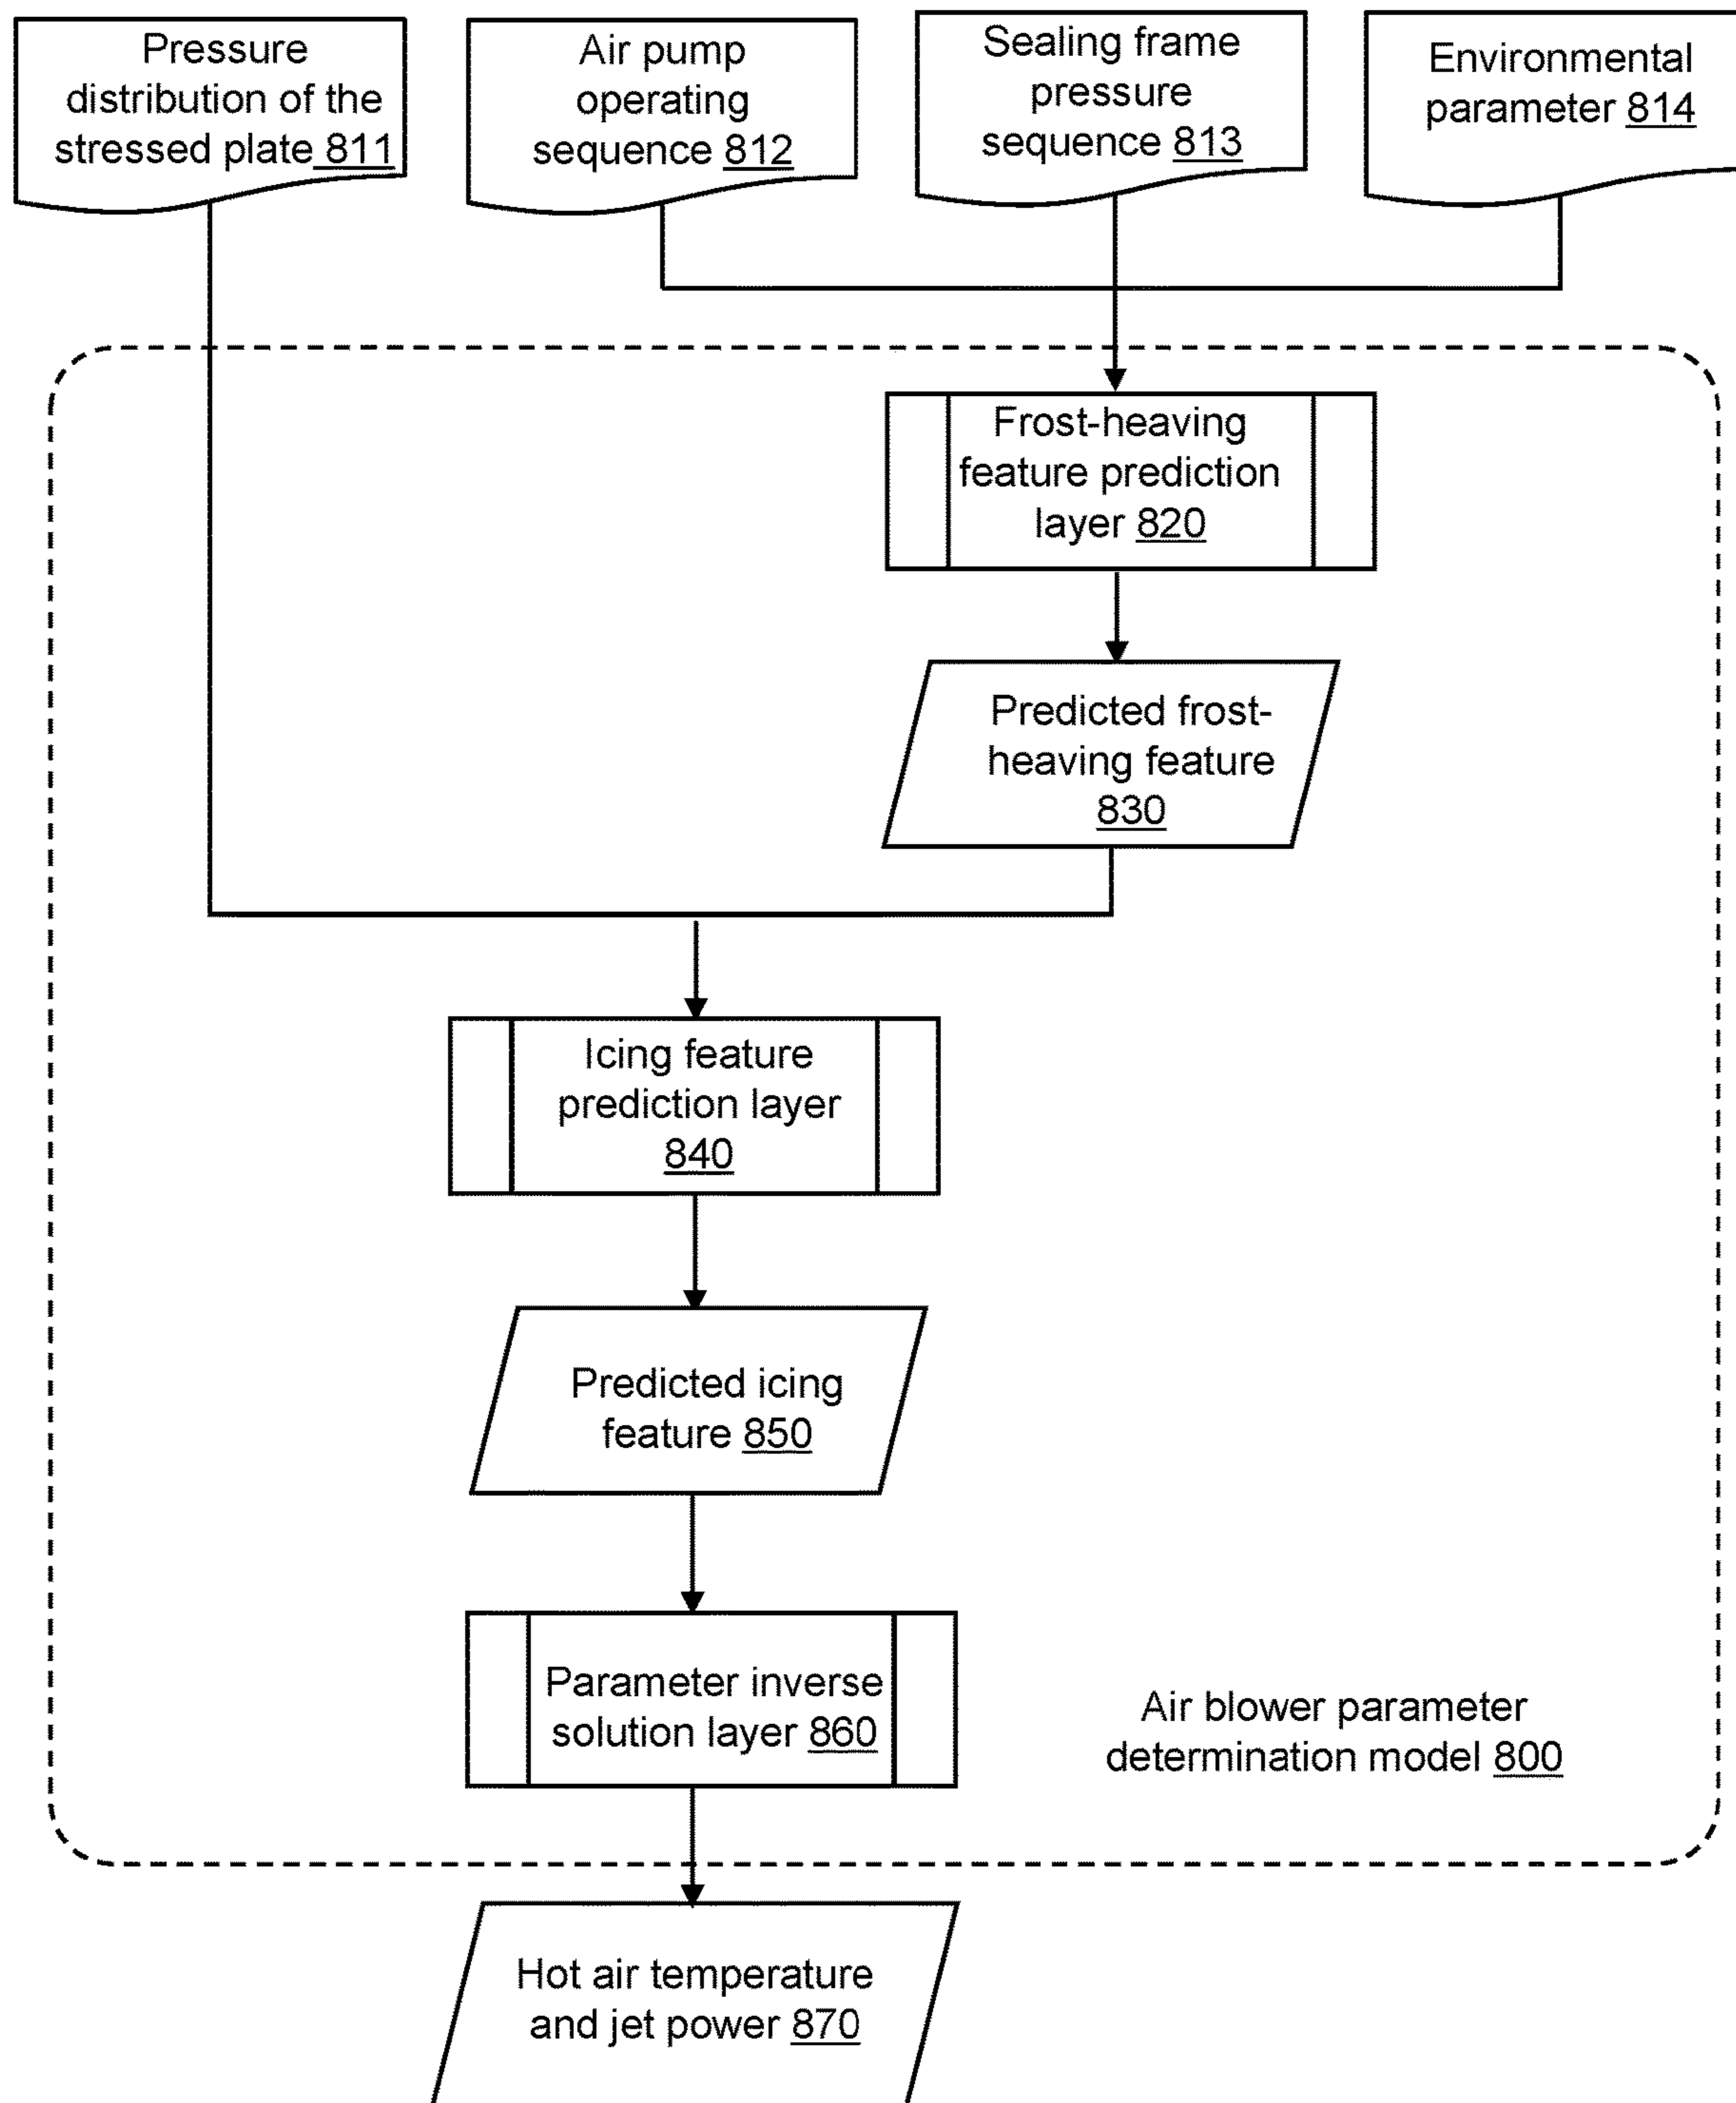 Pressure
distribution of the
stressed plate 811
Air pump
operating
sequence 812
Sealing frame
pressure
sequence 813
Environmental
parameter 814
Frost-heaving
feature prediction
layer 820
Predicted frost-
heaving feature
830
Icing feature
prediction layer
840
Predicted icing
feature 850
Parameter inverse
solution layer 860
Air blower parameter
determination model 800
Hot air temperature
and jet power 870